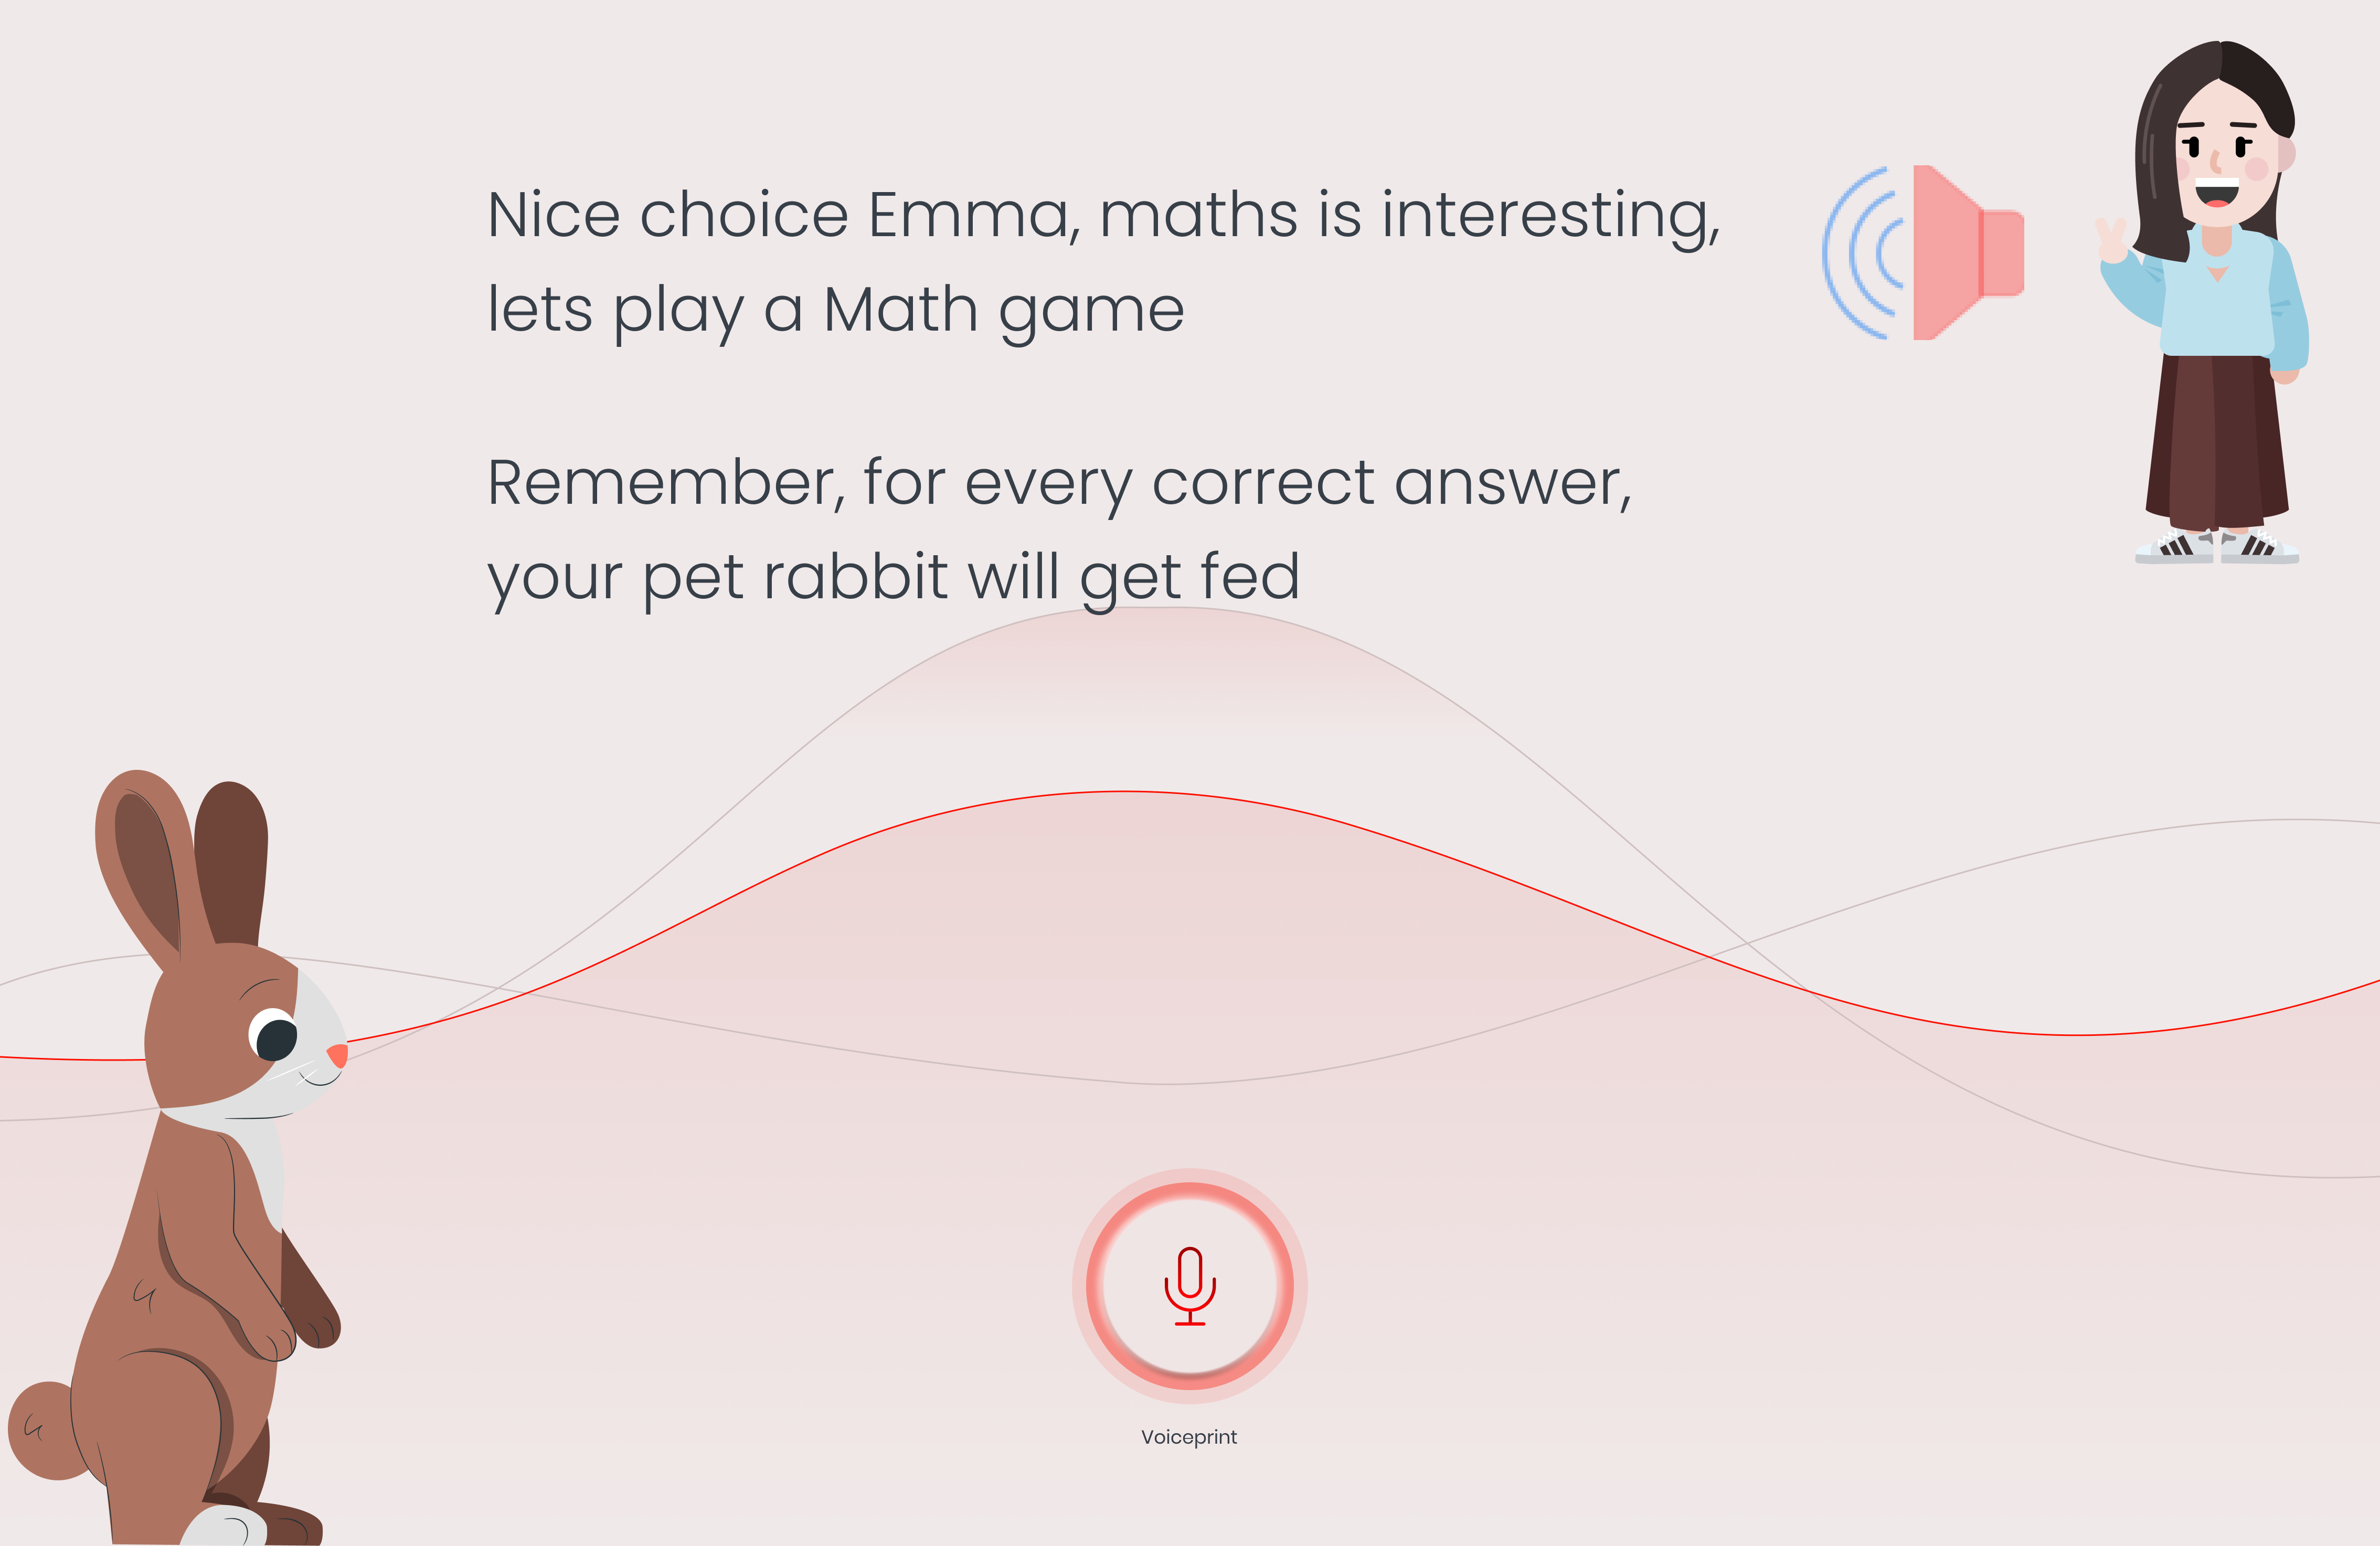 Nice choice Emma, maths is interesting,
lets play a Math game
Remember, for every correct answer,
your pet rabbit will get fed
Voiceprint